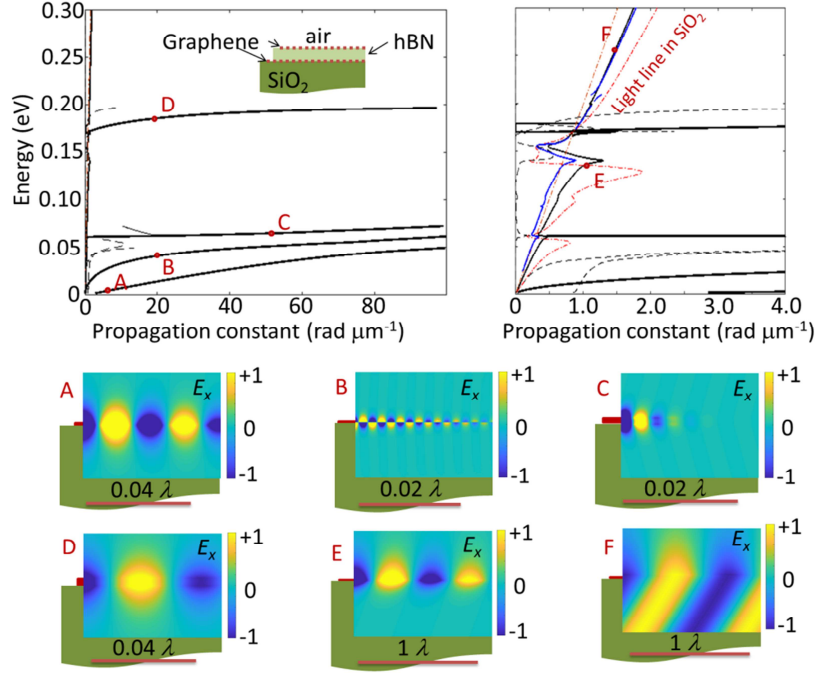 0.30
0.20
0.15
0.10
0.05
0
Energy (eV)
Graphene
air
hBN
SiO2
D
C
B
A
0 20 40 60 80
Propagation constant (rad μm⁻¹)
F
Light line in SiO2
E
0 1.0 2.0 3.0 4.0
Propagation constant (rad μm⁻¹)
A
Ex
+1
0
-1
0.04 λ
B
Ex
+1
0
-1
0.02 λ
C
Ex
+1
0
-1
0.02 λ
D
Ex
+1
0
-1
0.04 λ
E
Ex
+1
0
-1
1 λ
F
Ex
+1
0
-1
1 λ